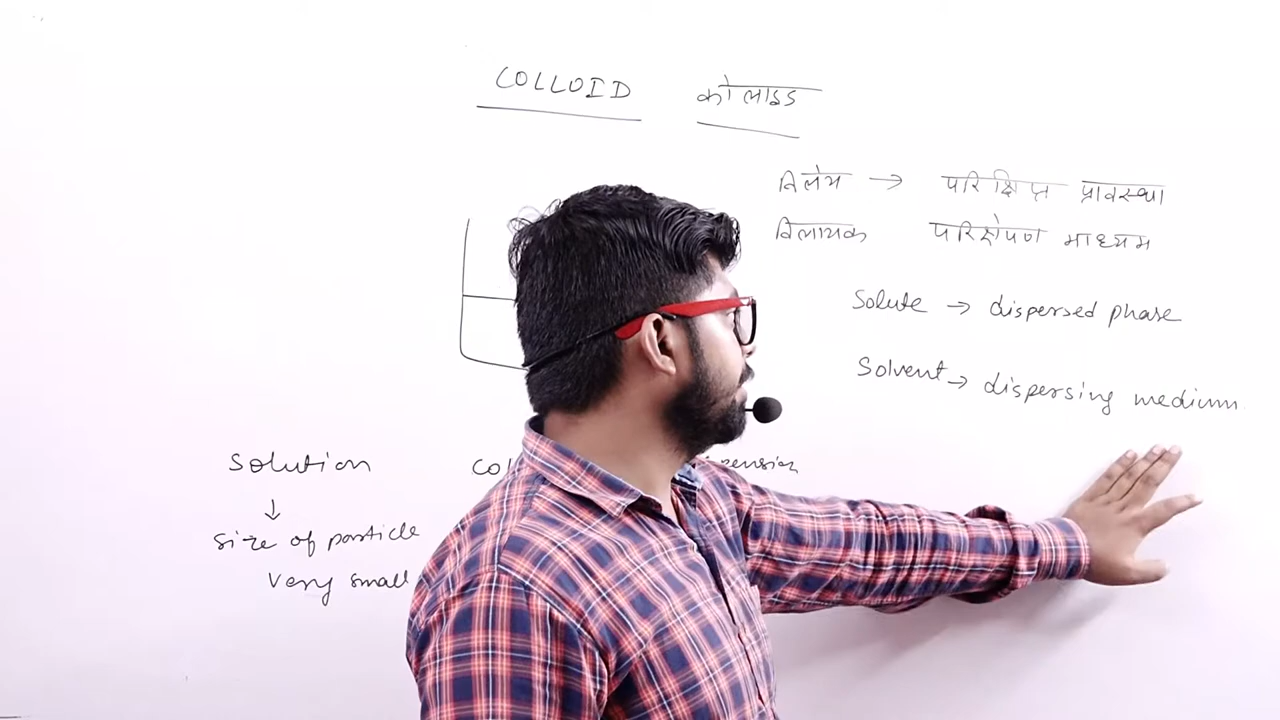 COLLOID कोलाइड
विलेय → परिक्षिप्त प्रावस्था
विलायक परिक्षेपण माध्यम
Solute → dispersed phase
Solvent → dispersing medium
Solution
↓
size of particle
very small